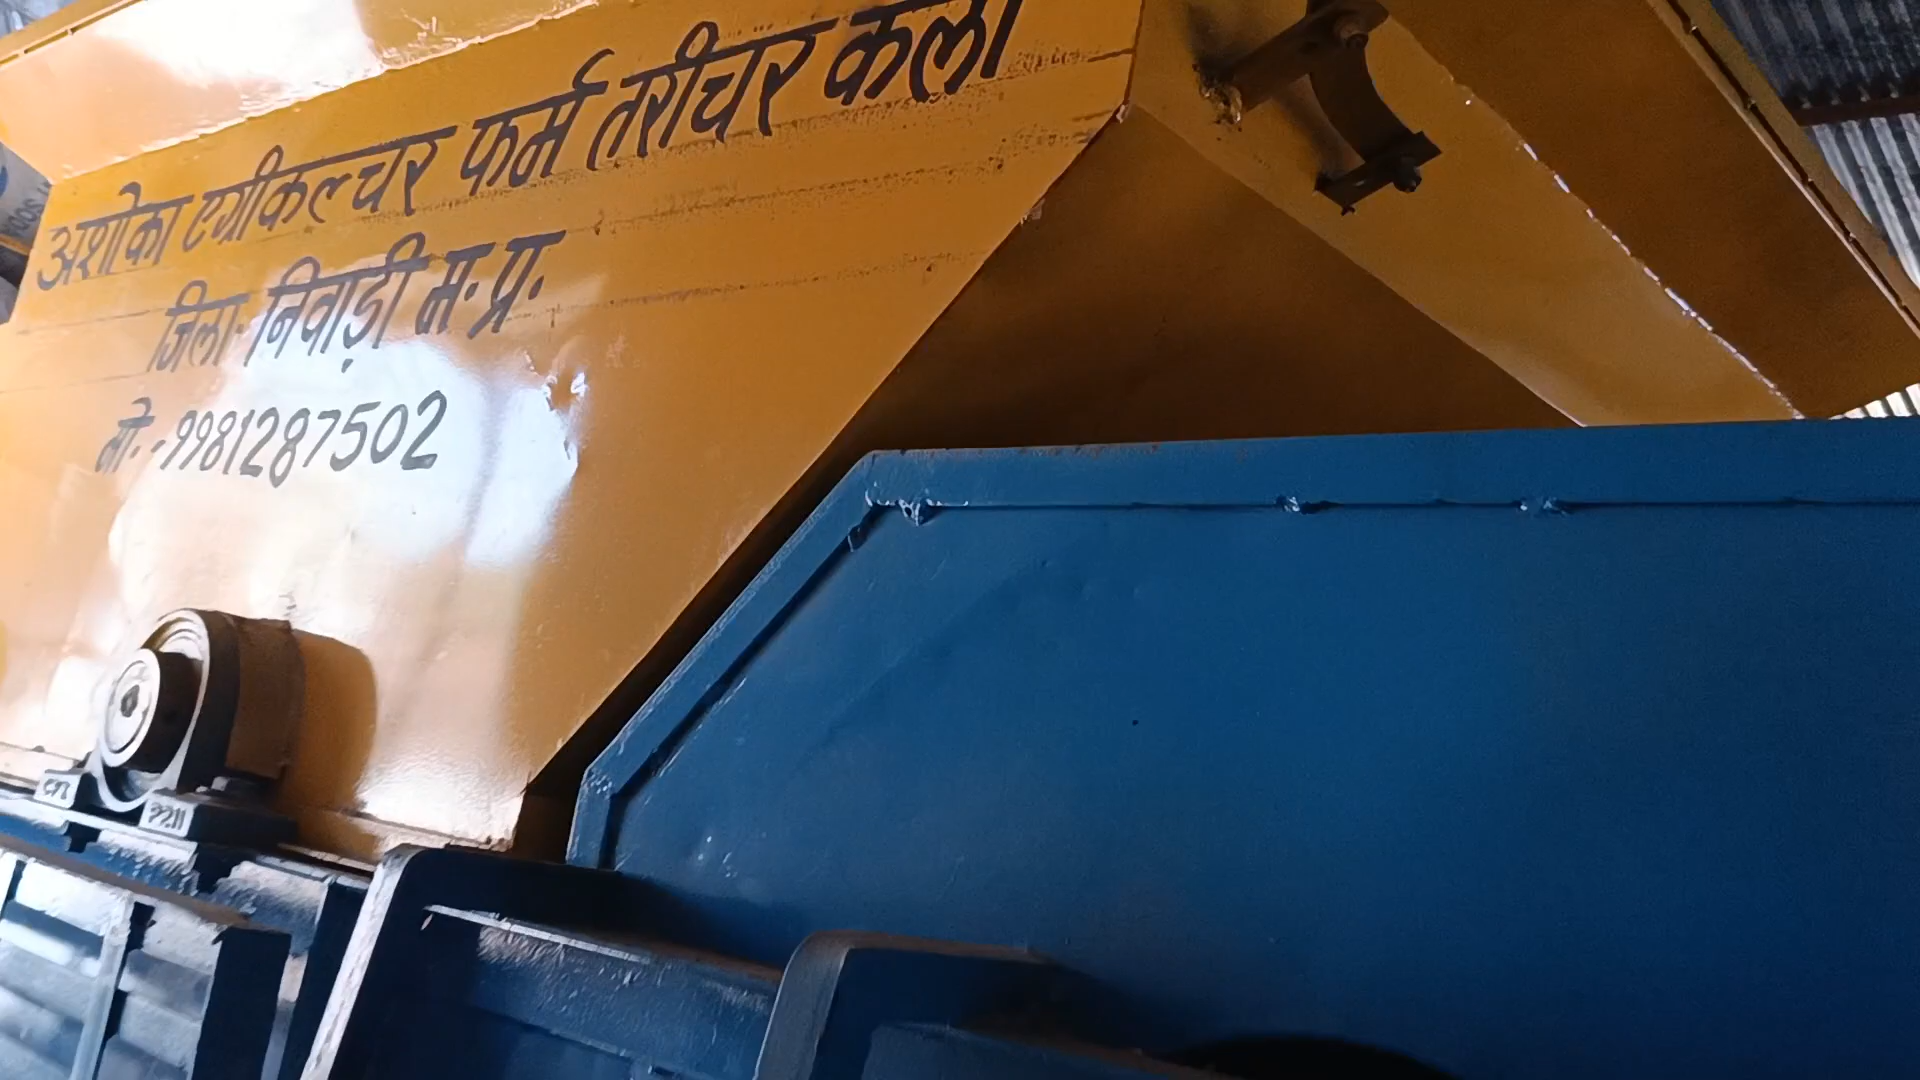 अशोका एग्रीकल्चर फर्म तरीचर कलाँ
जिला- निवाड़ी म.प्र.
मो.-9981287502